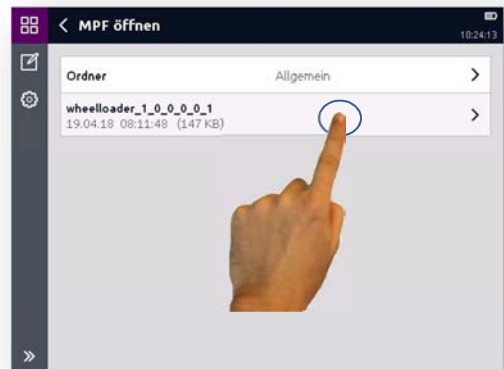 MPF öffnen
10:24:13
Ordner Allgemein
wheelloader_1_0_0_0_0_1
19.04.18 08:11:48 (147 KB)